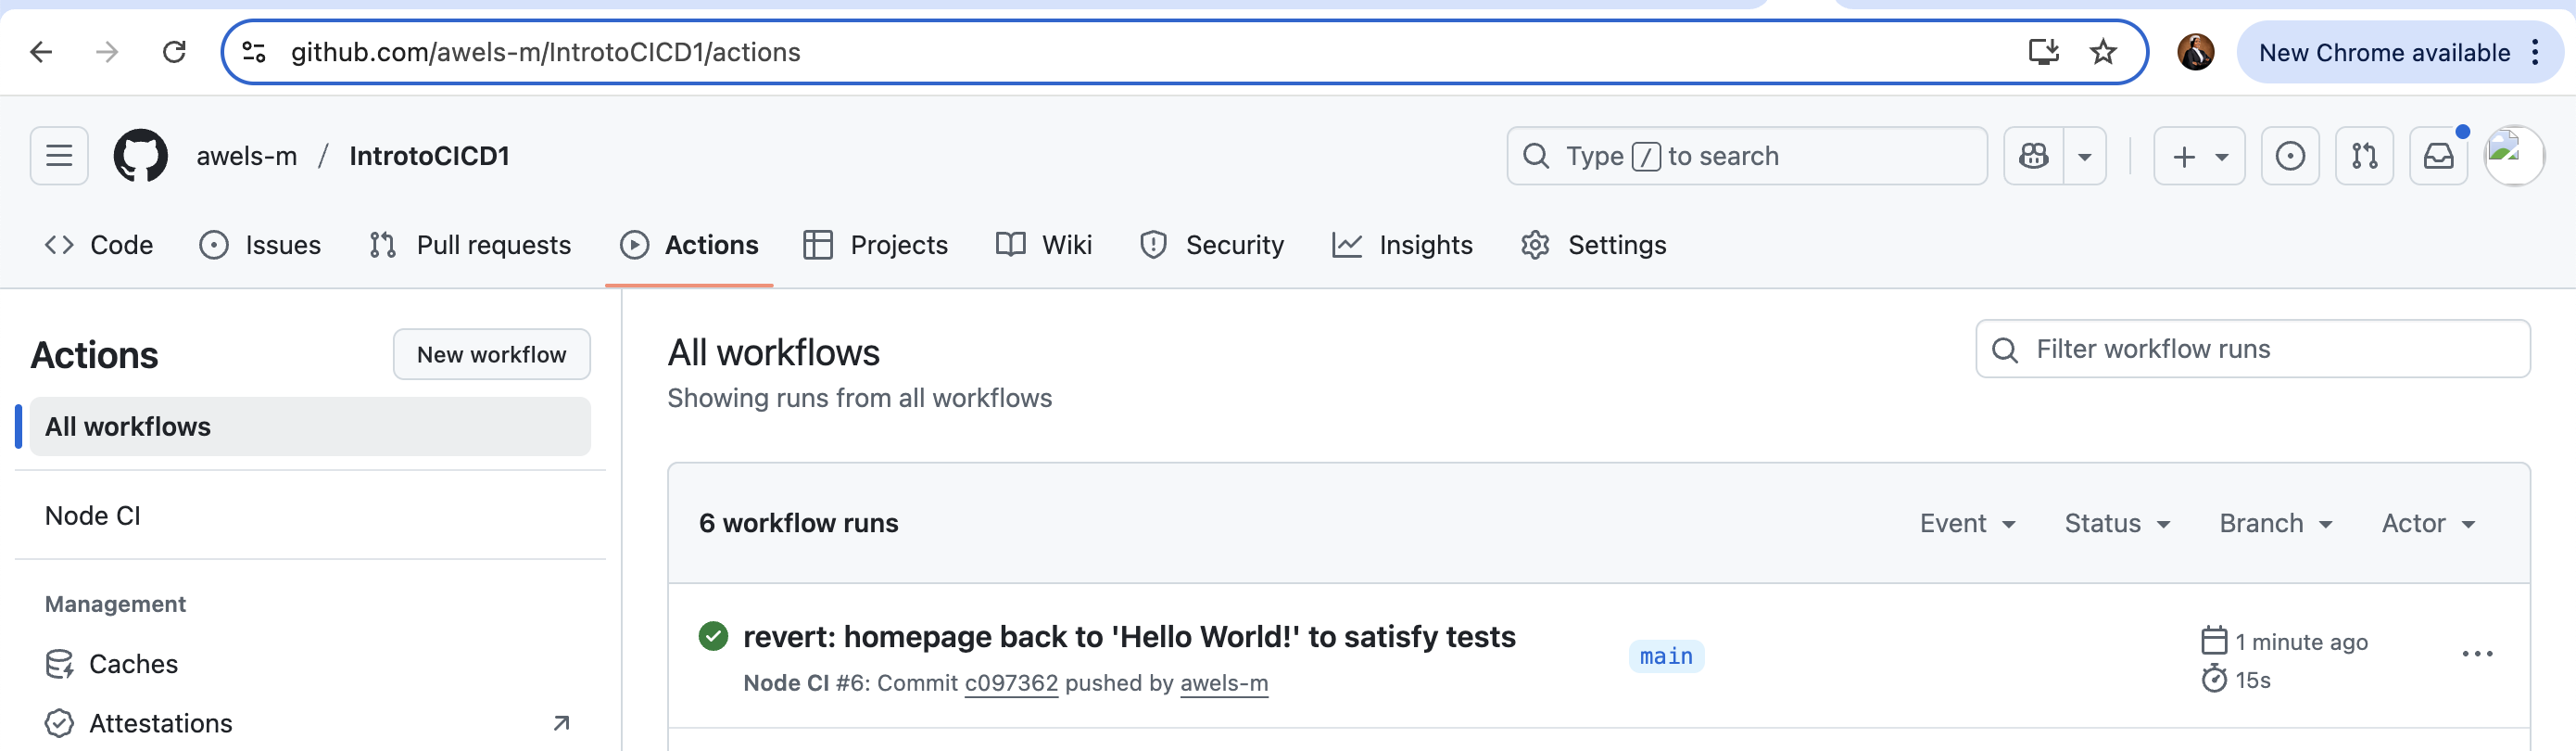 github.com/awels-m/IntrotoCICD1/actions
New Chrome available
awels-m / IntrotoCICD1
Type / to search
Code
Issues
Pull requests
Actions
Projects
Wiki
Security
Insights
Settings
Actions
New workflow
All workflows
Node CI
Management
Caches
Attestations
All workflows
Showing runs from all workflows
Filter workflow runs
6 workflow runs
Event
Status
Branch
Actor
revert: homepage back to 'Hello World!' to satisfy tests
Node CI #6: Commit c097362 pushed by awels-m
main
1 minute ago
15s